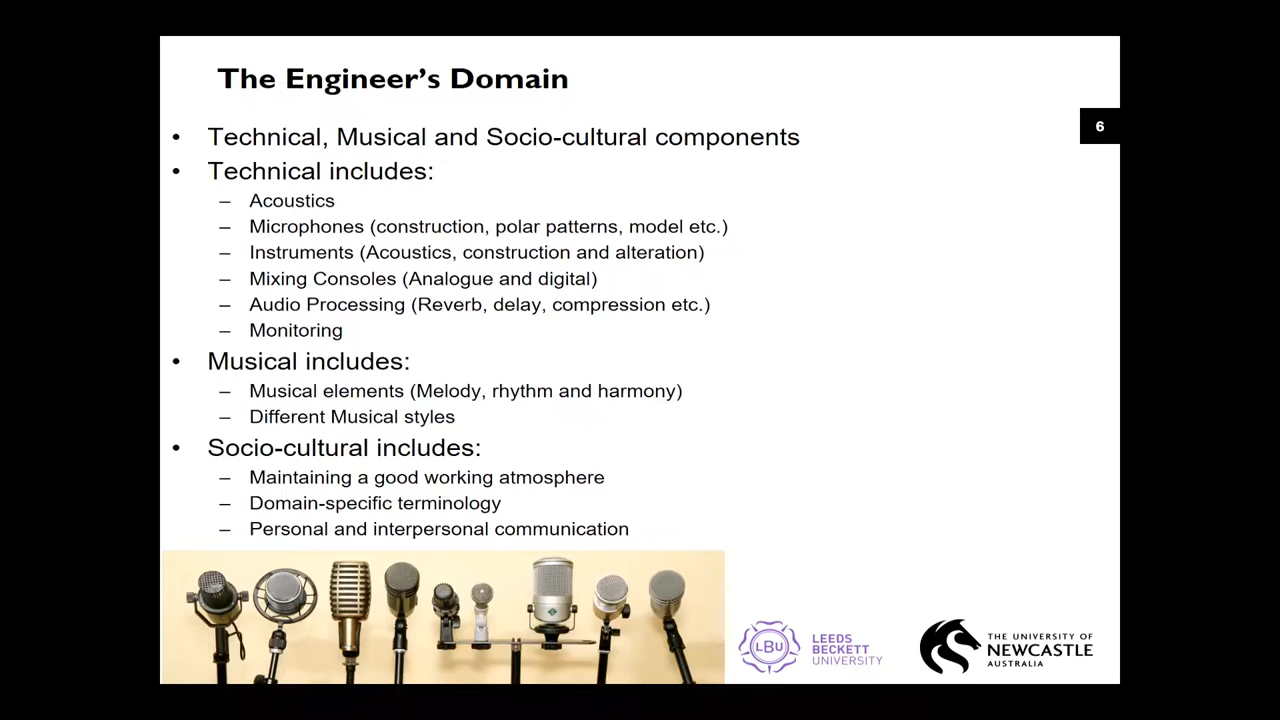 The Engineer's Domain
6
• Technical, Musical and Socio-cultural components
• Technical includes:
– Acoustics
– Microphones (construction, polar patterns, model etc.)
– Instruments (Acoustics, construction and alteration)
– Mixing Consoles (Analogue and digital)
– Audio Processing (Reverb, delay, compression etc.)
– Monitoring
• Musical includes:
– Musical elements (Melody, rhythm and harmony)
– Different Musical styles
• Socio-cultural includes:
– Maintaining a good working atmosphere
– Domain-specific terminology
– Personal and interpersonal communication
LBU
LEEDS
BECKETT
UNIVERSITY
THE UNIVERSITY OF
NEWCASTLE
AUSTRALIA